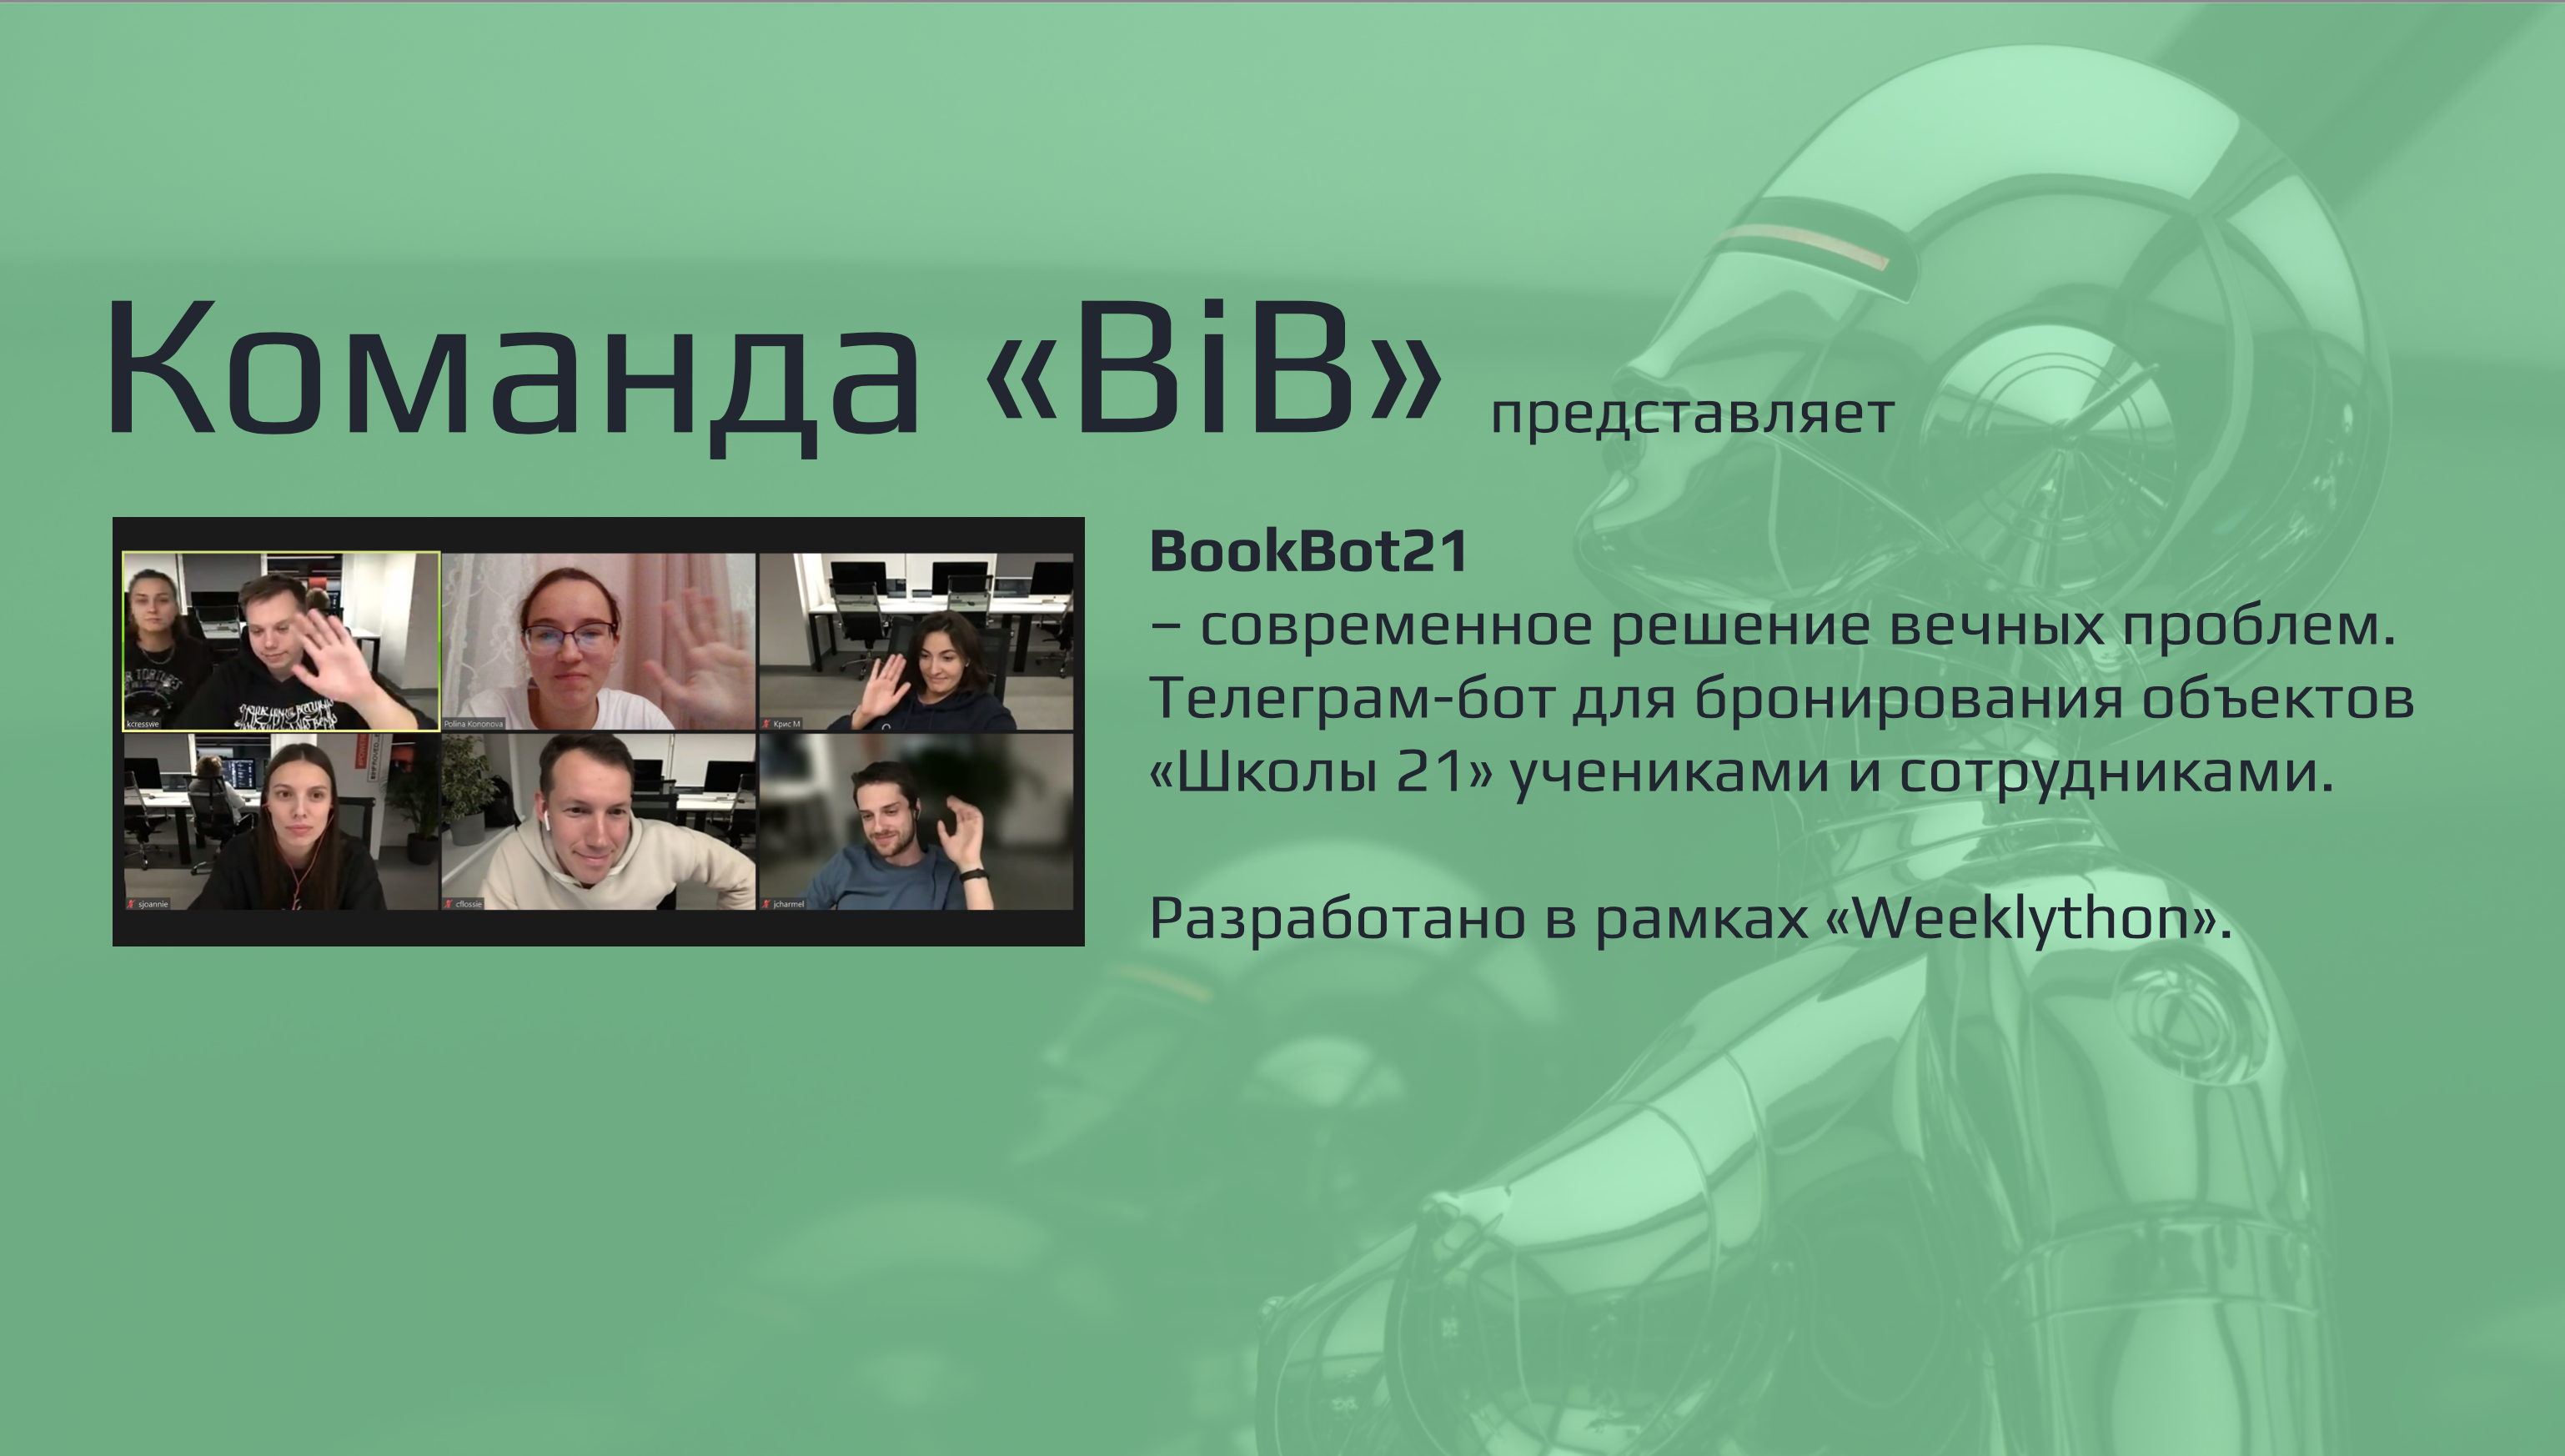 Команда «BiB» представляет
BookBot21
– современное решение вечных проблем.
Телеграм-бот для бронирования объектов
«Школы 21» учениками и сотрудниками.
Разработано в рамках «Weeklython».
kcresswe
Polina Kononova
Крис М
sjoannie
cflossie
jcharmel